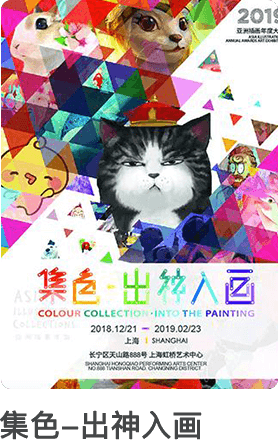 2019
亚洲插画年度大
ASIA ILLUSTRAT
ANNUAL AWARDS ART EXHIBIT
集色-出神入画
COLOUR COLLECTION·INTO THE PAINTING
2018.12/21 — 2019.02/23
上海 | SHANGHAI
长宁区天山路888号 上海虹桥艺术中心
SHANGHAI HONGQIAO PERFORMING ARTS CENTER
NO.888 TIANSHAN ROAD, CHANGNING DISTRICT
集色–出神入画